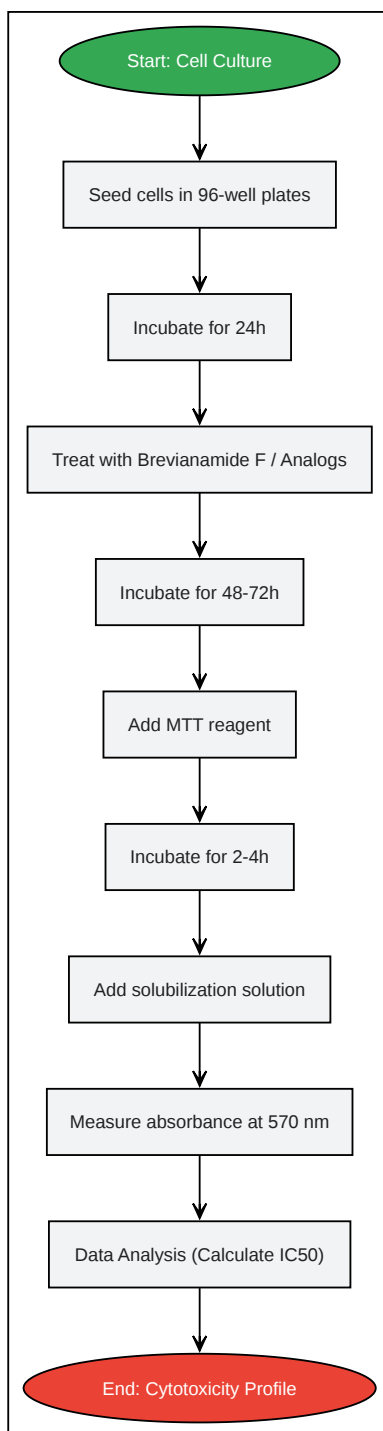 Start: Cell Culture
Seed cells in 96-well plates
Incubate for 24h
Treat with Brevianamide F / Analogs
Incubate for 48-72h
Add MTT reagent
Incubate for 2-4h
Add solubilization solution
Measure absorbance at 570 nm
Data Analysis (Calculate IC50)
End: Cytotoxicity Profile